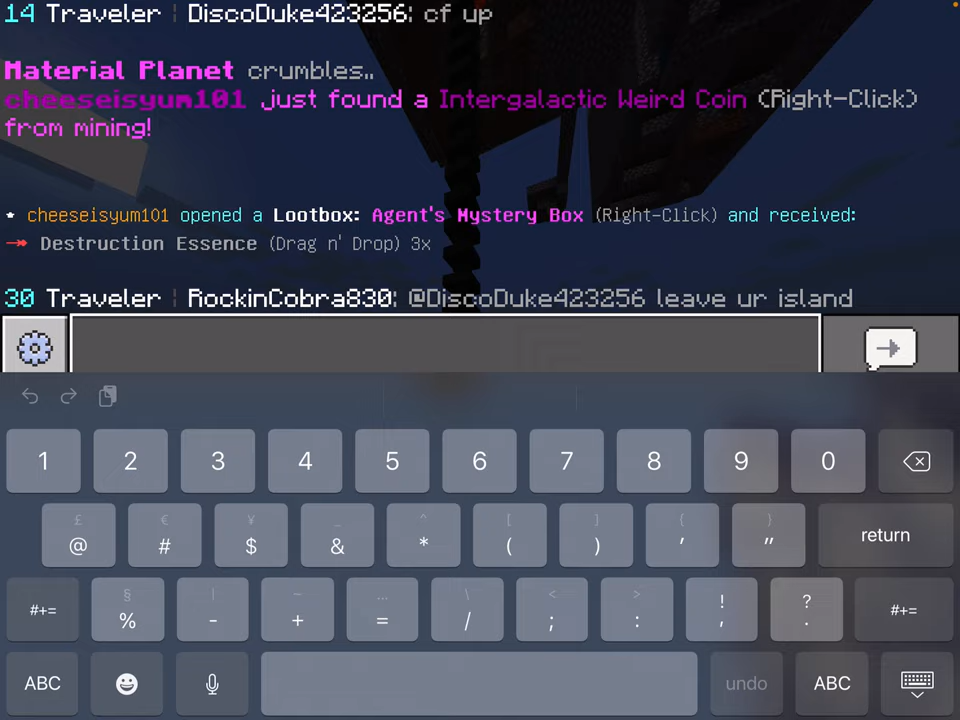 14 Traveler | DiscoDuke423256: cf up
Material Planet crumbles..
cheeseisyum101 just found a Intergalactic Weird Coin (Right-Click)
from mining!
* cheeseisyum101 opened a Lootbox: Agent's Mystery Box (Right-Click) and received:
→ Destruction Essence (Drag n' Drop) 3x
30 Traveler | RockinCobra830: @DiscoDuke423256 leave ur island
1 2 3 4 5 6 7 8 9 0
£ € ¥ _ ^ [ ] { }
@ # $ & * ( ) ' " return
§ | ~ … \ < > ! ?
#+= % - + = / ; : , . #+=
ABC undo ABC